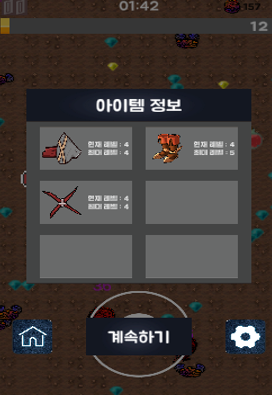 01:42
157
12
아이템 정보
현재 레벨 : 4
최대 레벨 : 4
현재 레벨 : 4
최대 레벨 : 5
현재 레벨 : 4
최대 레벨 : 4
계속하기